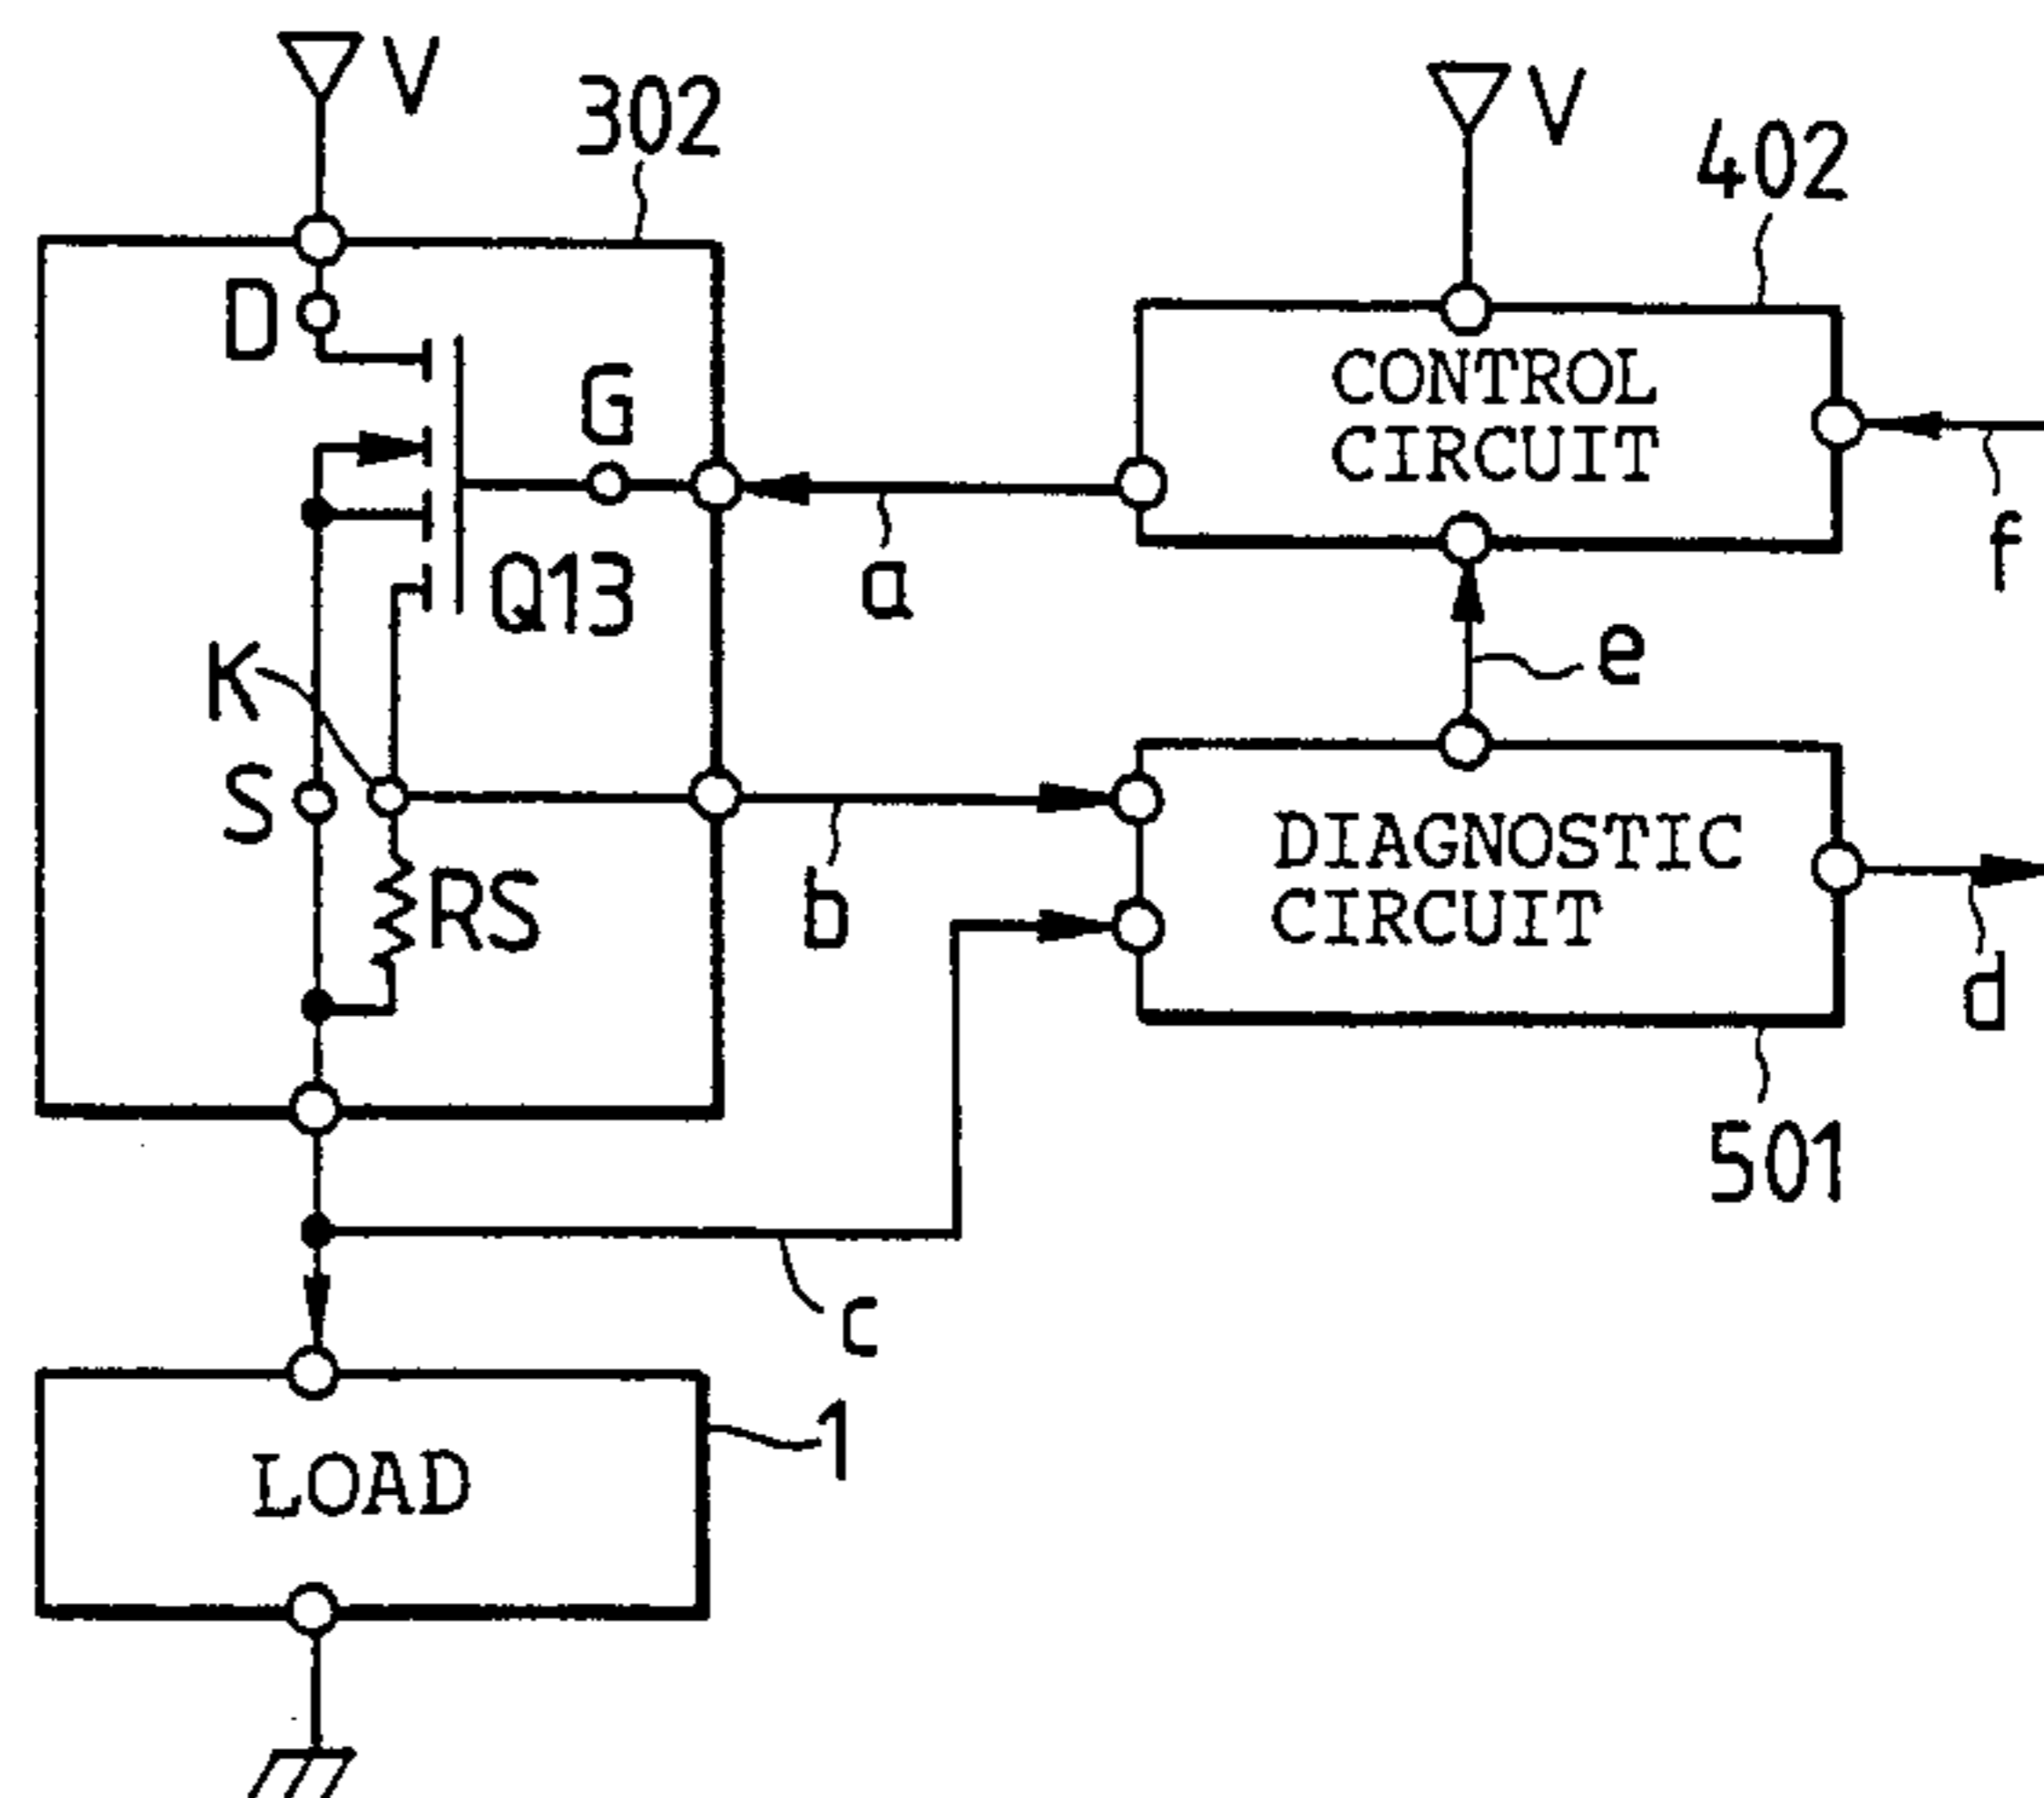 V
302
V
402
D
G
CONTROL
CIRCUIT
a
f
Q13
K
e
S
RS
b
DIAGNOSTIC
CIRCUIT
d
501
c
1
LOAD